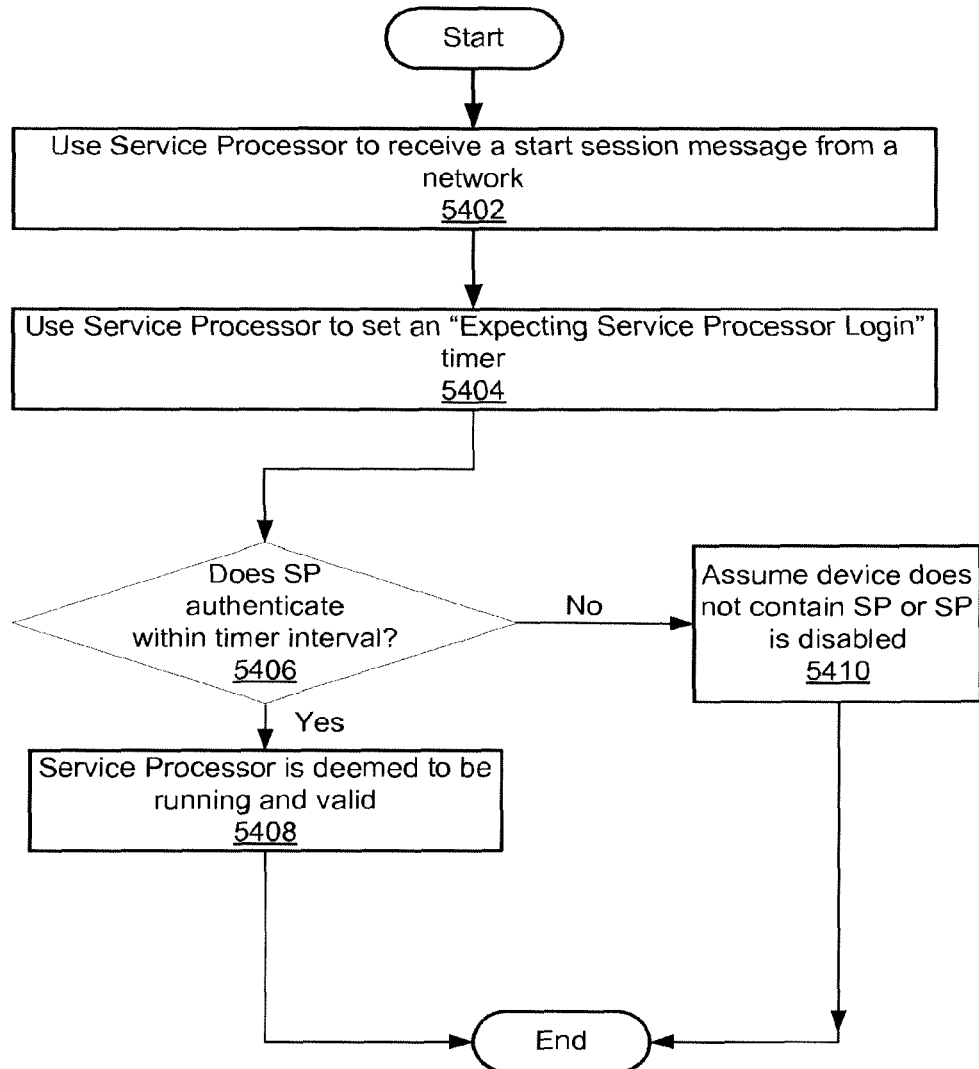 Start
Use Service Processor to receive a start session message from a
network
5402
Use Service Processor to set an “Expecting Service Processor Login”
timer
5404
Does SP
authenticate
within timer interval?
5406
No
Assume device does
not contain SP or SP
is disabled
5410
Yes
Service Processor is deemed to be
running and valid
5408
End